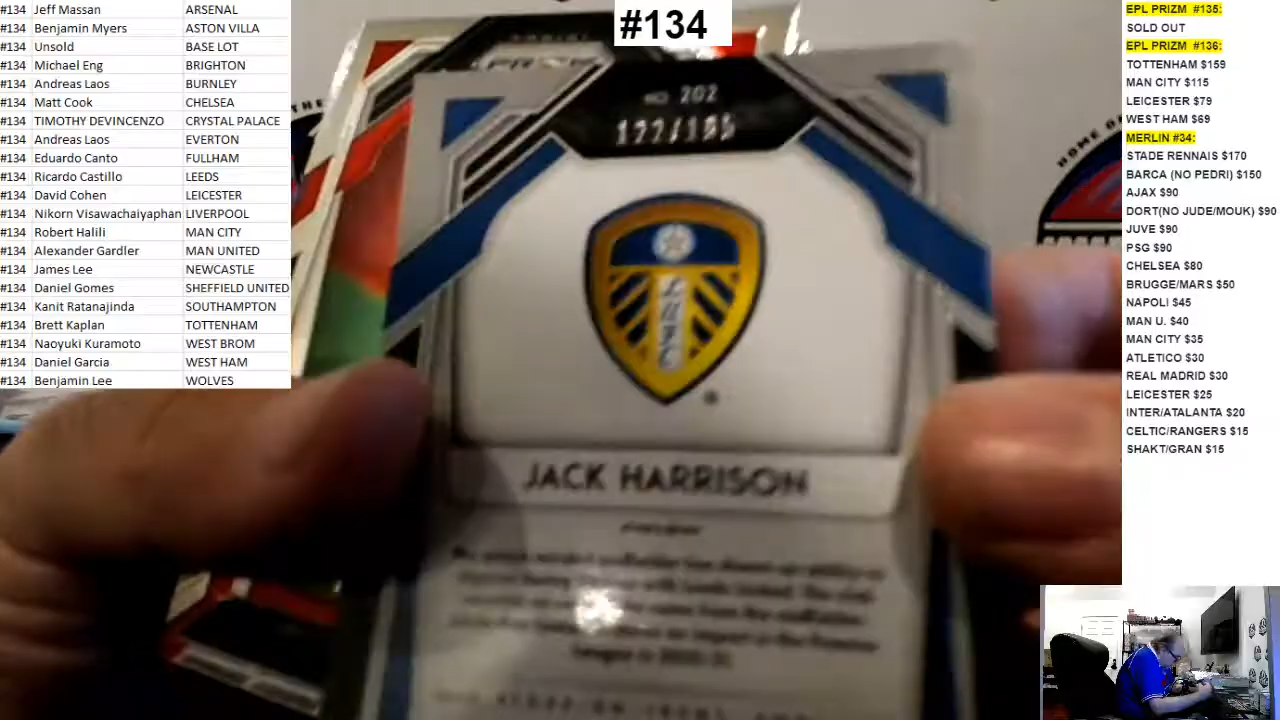 #134 Jeff Massan ARSENAL
#134 Benjamin Myers ASTON VILLA
#134 Unsold BASE LOT
#134 Michael Eng BRIGHTON
#134 Andreas Laos BURNLEY
#134 Matt Cook CHELSEA
#134 TIMOTHY DEVINCENZO CRYSTAL PALACE
#134 Andreas Laos EVERTON
#134 Eduardo Canto FULLHAM
#134 Ricardo Castillo LEEDS
#134 David Cohen LEICESTER
#134 Nikorn Visawachaiyaphan LIVERPOOL
#134 Robert Halili MAN CITY
#134 Alexander Gardler MAN UNITED
#134 James Lee NEWCASTLE
#134 Daniel Gomes SHEFFIELD UNITED
#134 Kanit Ratanajinda SOUTHAMPTON
#134 Brett Kaplan TOTTENHAM
#134 Naoyuki Kuramoto WEST BROM
#134 Daniel Garcia WEST HAM
#134 Benjamin Lee WOLVES
#134
NO. 202
JACK HARRISON
HOME OF
EPL PRIZM #135:
SOLD OUT
EPL PRIZM #136:
TOTTENHAM $159
MAN CITY $115
LEICESTER $79
WEST HAM $69
MERLIN #34:
STADE RENNAIS $170
BARCA (NO PEDRI) $150
AJAX $90
DORT(NO JUDE/MOUK) $90
JUVE $90
PSG $90
CHELSEA $80
BRUGGE/MARS $50
NAPOLI $45
MAN U. $40
MAN CITY $35
ATLETICO $30
REAL MADRID $30
LEICESTER $25
INTER/ATALANTA $20
CELTIC/RANGERS $15
SHAKT/GRAN $15